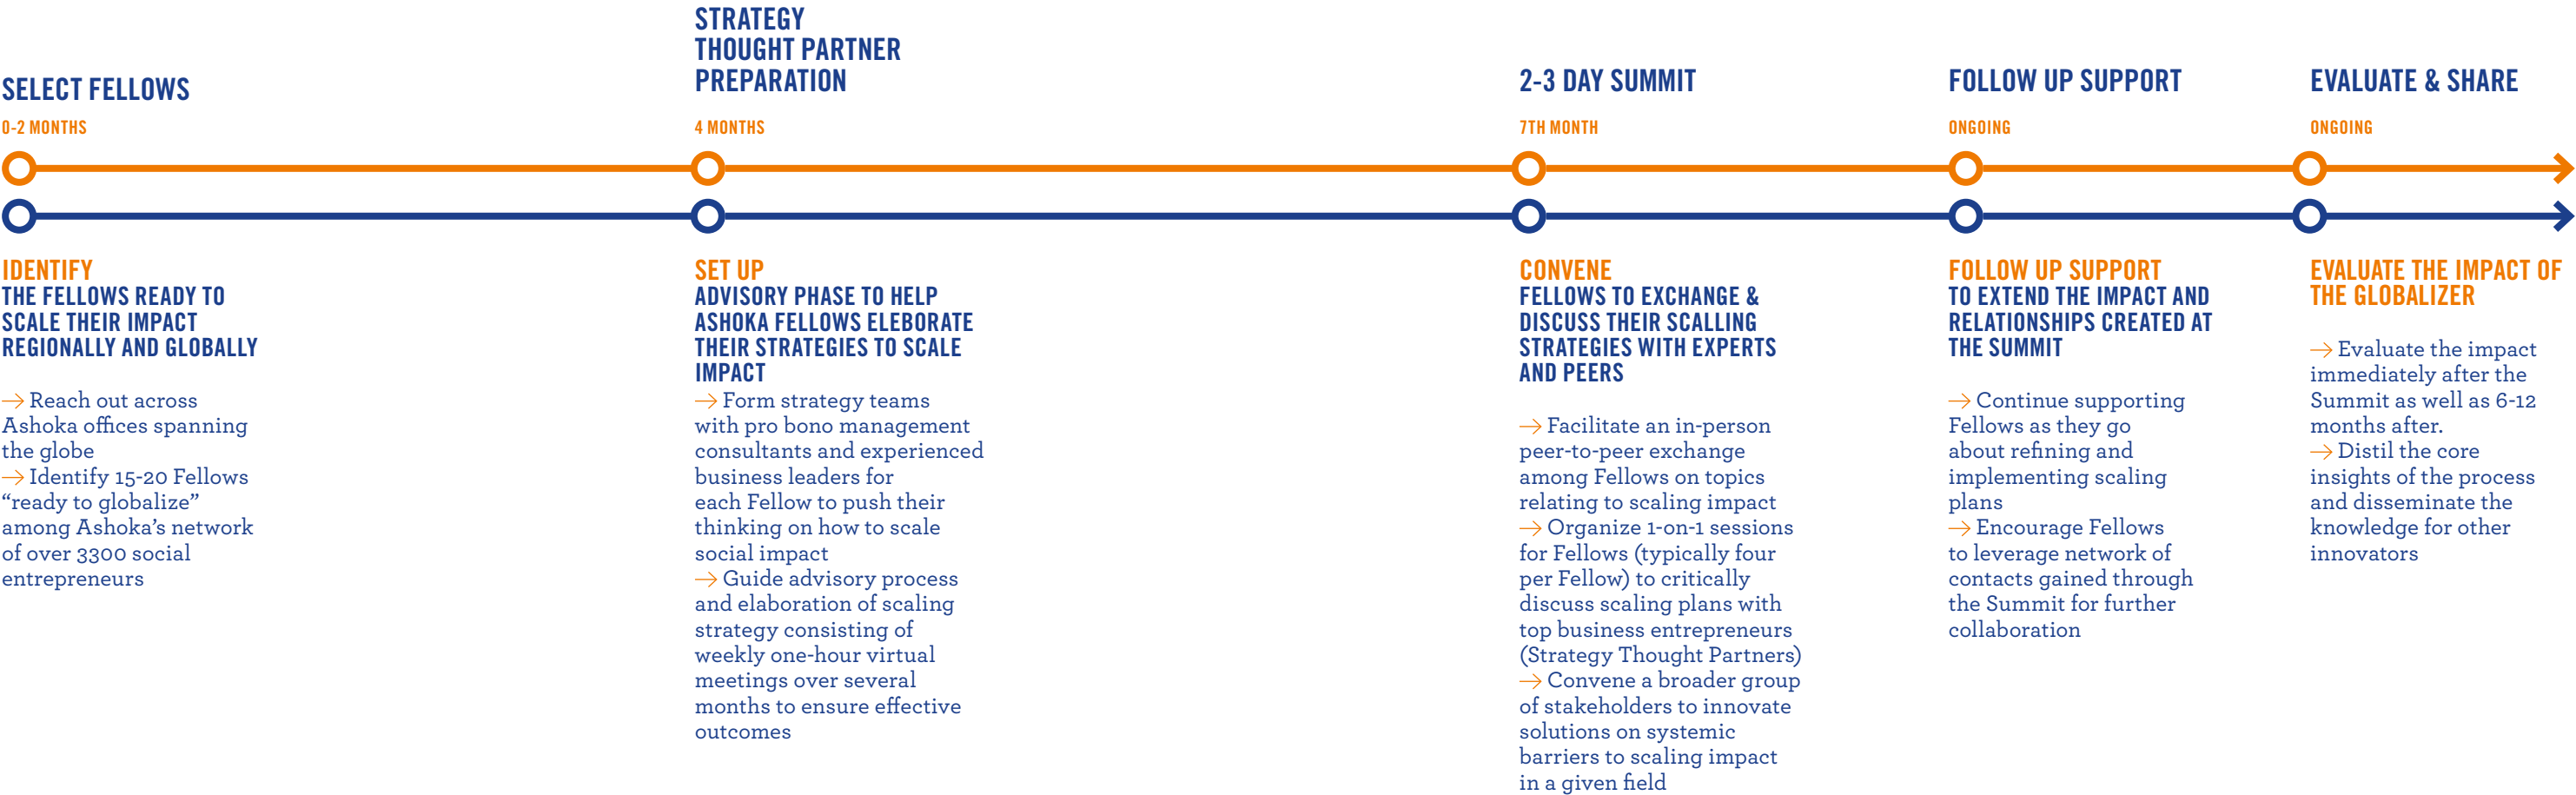 SELECT FELLOWS
0-2 MONTHS
IDENTIFY
THE FELLOWS READY TO
SCALE THEIR IMPACT
REGIONALLY AND GLOBALLY
→ Reach out across
Ashoka offices spanning
the globe
→ Identify 15-20 Fellows
“ready to globalize”
among Ashoka’s network
of over 3300 social
entrepreneurs
STRATEGY
THOUGHT PARTNER
PREPARATION
4 MONTHS
SET UP
ADVISORY PHASE TO HELP
ASHOKA FELLOWS ELEBORATE
THEIR STRATEGIES TO SCALE
IMPACT
→ Form strategy teams
with pro bono management
consultants and experienced
business leaders for
each Fellow to push their
thinking on how to scale
social impact
→ Guide advisory process
and elaboration of scaling
strategy consisting of
weekly one-hour virtual
meetings over several
months to ensure effective
outcomes
2-3 DAY SUMMIT
7TH MONTH
CONVENE
FELLOWS TO EXCHANGE &
DISCUSS THEIR SCALLING
STRATEGIES WITH EXPERTS
AND PEERS
→ Facilitate an in-person
peer-to-peer exchange
among Fellows on topics
relating to scaling impact
→ Organize 1-on-1 sessions
for Fellows (typically four
per Fellow) to critically
discuss scaling plans with
top business entrepreneurs
(Strategy Thought Partners)
→ Convene a broader group
of stakeholders to innovate
solutions on systemic
barriers to scaling impact
in a given field
FOLLOW UP SUPPORT
ONGOING
FOLLOW UP SUPPORT
TO EXTEND THE IMPACT AND
RELATIONSHIPS CREATED AT
THE SUMMIT
→ Continue supporting
Fellows as they go
about refining and
implementing scaling
plans
→ Encourage Fellows
to leverage network of
contacts gained through
the Summit for further
collaboration
EVALUATE & SHARE
ONGOING
EVALUATE THE IMPACT OF
THE GLOBALIZER
→ Evaluate the impact
immediately after the
Summit as well as 6-12
months after.
→ Distil the core
insights of the process
and disseminate the
knowledge for other
innovators